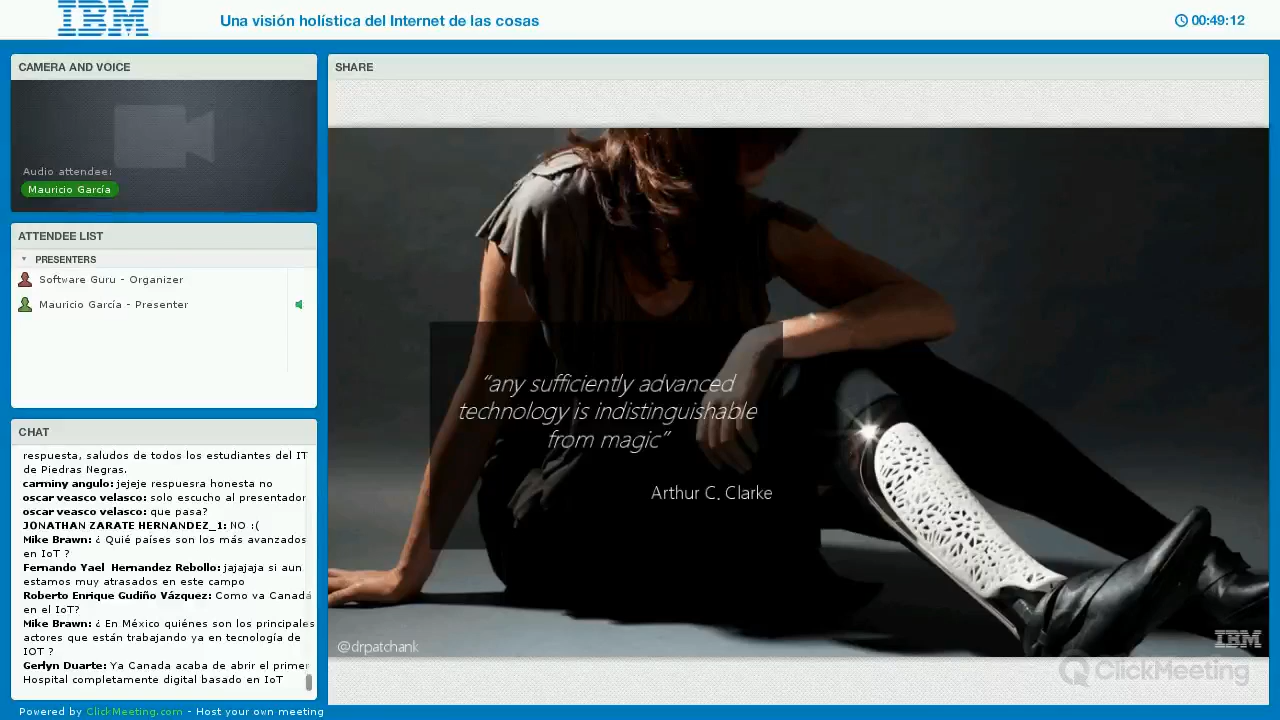 IBM
Una visión holística del Internet de las cosas
00:49:12
CAMERA AND VOICE
Audio attendee:
Mauricio García
ATTENDEE LIST
PRESENTERS
Software Guru - Organizer
Mauricio García - Presenter
CHAT
respuesta, saludos de todos los estudiantes del IT
de Piedras Negras.
carminy angulo: jejeje respuesra honesta no
oscar veasco velasco: solo escucho al presentador
oscar veasco velasco: que pasa?
JONATHAN ZARATE HERNANDEZ_1: NO :(
Mike Brawn: ¿ Quié países son los más avanzados
en IoT ?
Fernando Yael Hernandez Rebollo: jajajaja si aun
estamos muy atrasados en este campo
Roberto Enrique Gudiño Vázquez: Como va Canadá
en el IoT?
Mike Brawn: ¿ En México quiénes son los principales
actores que están trabajando ya en tecnología de
IOT ?
Gerlyn Duarte: Ya Canada acaba de abrir el primer
Hospital completamente digital basado en IoT
SHARE
“any sufficiently advanced
technology is indistinguishable
from magic”
Arthur C. Clarke
@drpatchank
IBM
ClickMeeting
Powered by ClickMeeting.com - Host your own meeting